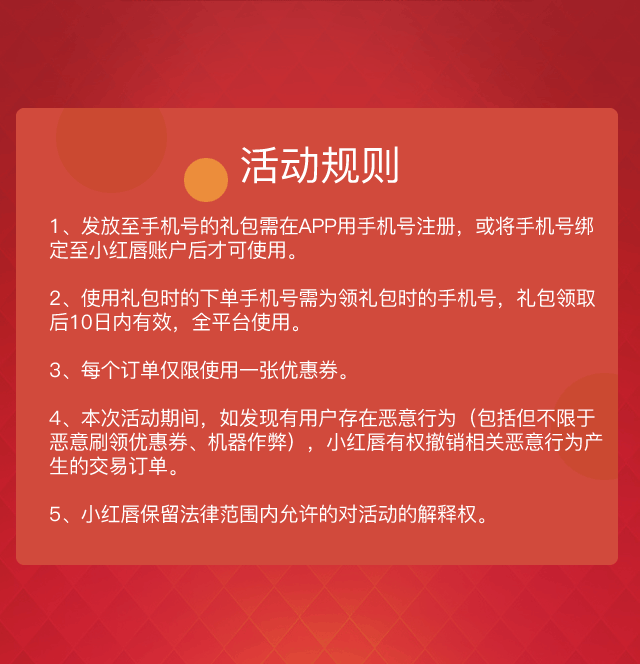 活动规则
1、发放至手机号的礼包需在APP用手机号注册，或将手机号绑
定至小红唇账户后才可使用。
2、使用礼包时的下单手机号需为领礼包时的手机号，礼包领取
后10日内有效，全平台使用。
3、每个订单仅限使用一张优惠券。
4、本次活动期间，如发现有用户存在恶意行为（包括但不限于
恶意刷领优惠券、机器作弊），小红唇有权撤销相关恶意行为产
生的交易订单。
5、小红唇保留法律范围内允许的对活动的解释权。